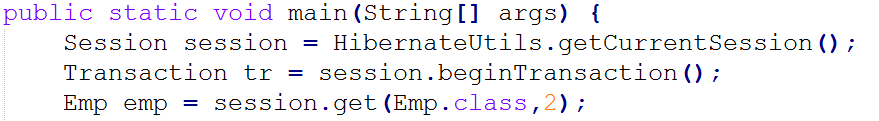 public static void main(String[] args) {
    Session session = HibernateUtils.getCurrentSession();
    Transaction tr = session.beginTransaction();
    Emp emp = session.get(Emp.class,2);